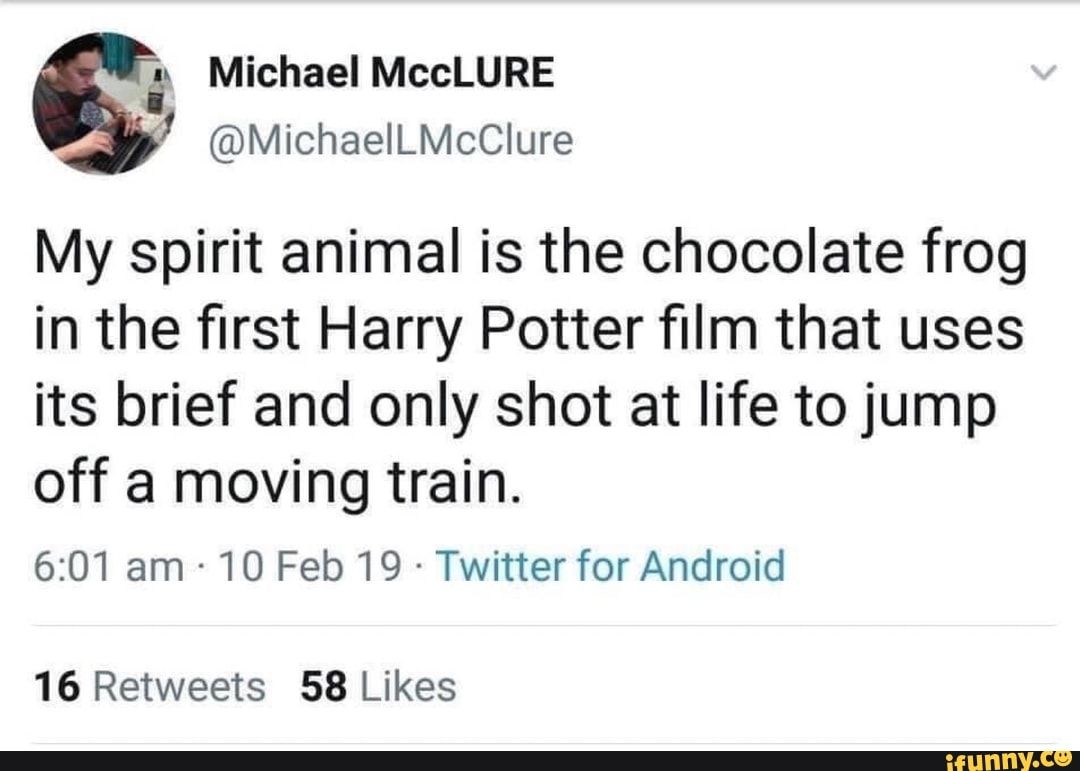 Michael MccLURE
@MichaelLMcClure
My spirit animal is the chocolate frog
in the first Harry Potter film that uses
its brief and only shot at life to jump
off a moving train.
6:01 am · 10 Feb 19 · Twitter for Android
16 Retweets 58 Likes
ifunny.co